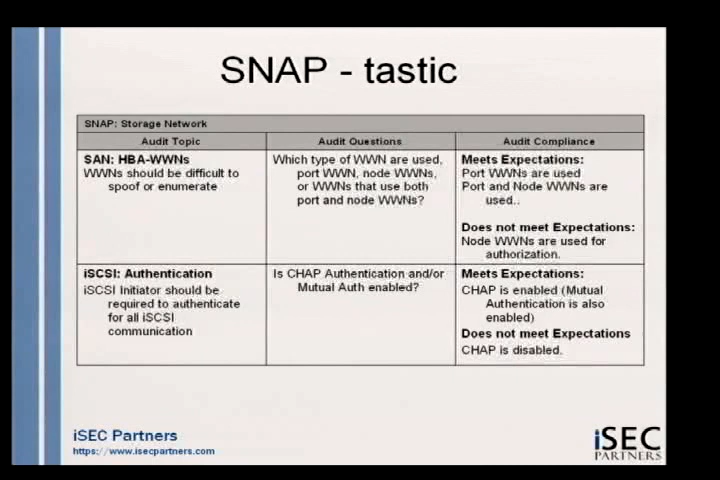 SNAP - tastic
SNAP: Storage Network
Audit Topic
Audit Questions
Audit Compliance
SAN: HBA-WWNs
WWNs should be difficult to
spoof or enumerate
Which type of WWN are used,
port WWN, node WWNs,
or WWNs that use both
port and node WWNs?
Meets Expectations:
Port WWNs are used
Port and Node WWNs are
used..
Does not meet Expectations:
Node WWNs are used for
authorization.
iSCSI: Authentication
iSCSI Initiator should be
required to authenticate
for all iSCSI
communication
Is CHAP Authentication and/or
Mutual Auth enabled?
Meets Expectations:
CHAP is enabled (Mutual
Authentication is also
enabled)
Does not meet Expectations
CHAP is disabled.
iSEC Partners
https://www.isecpartners.com
iSEC
PARTNERS